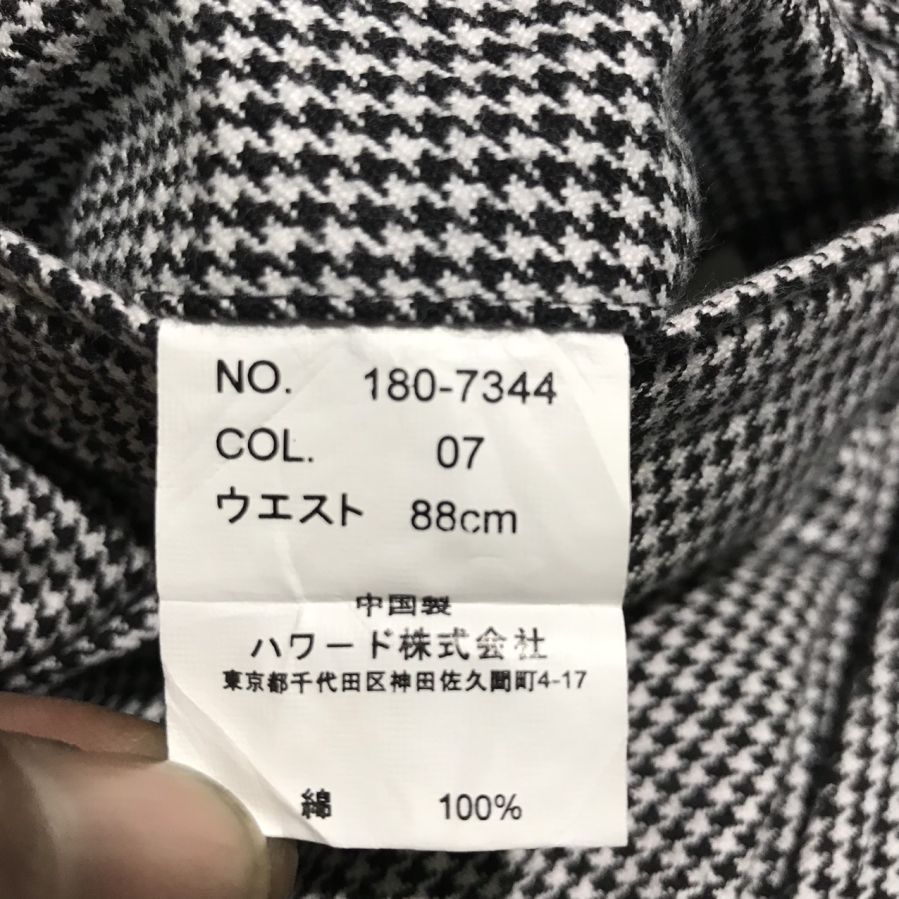 NO. 180-7344
COL. 07
ウエスト 88cm
中国製
ハワード株式会社
東京都千代田区神田佐久間町4-17
綿 100%